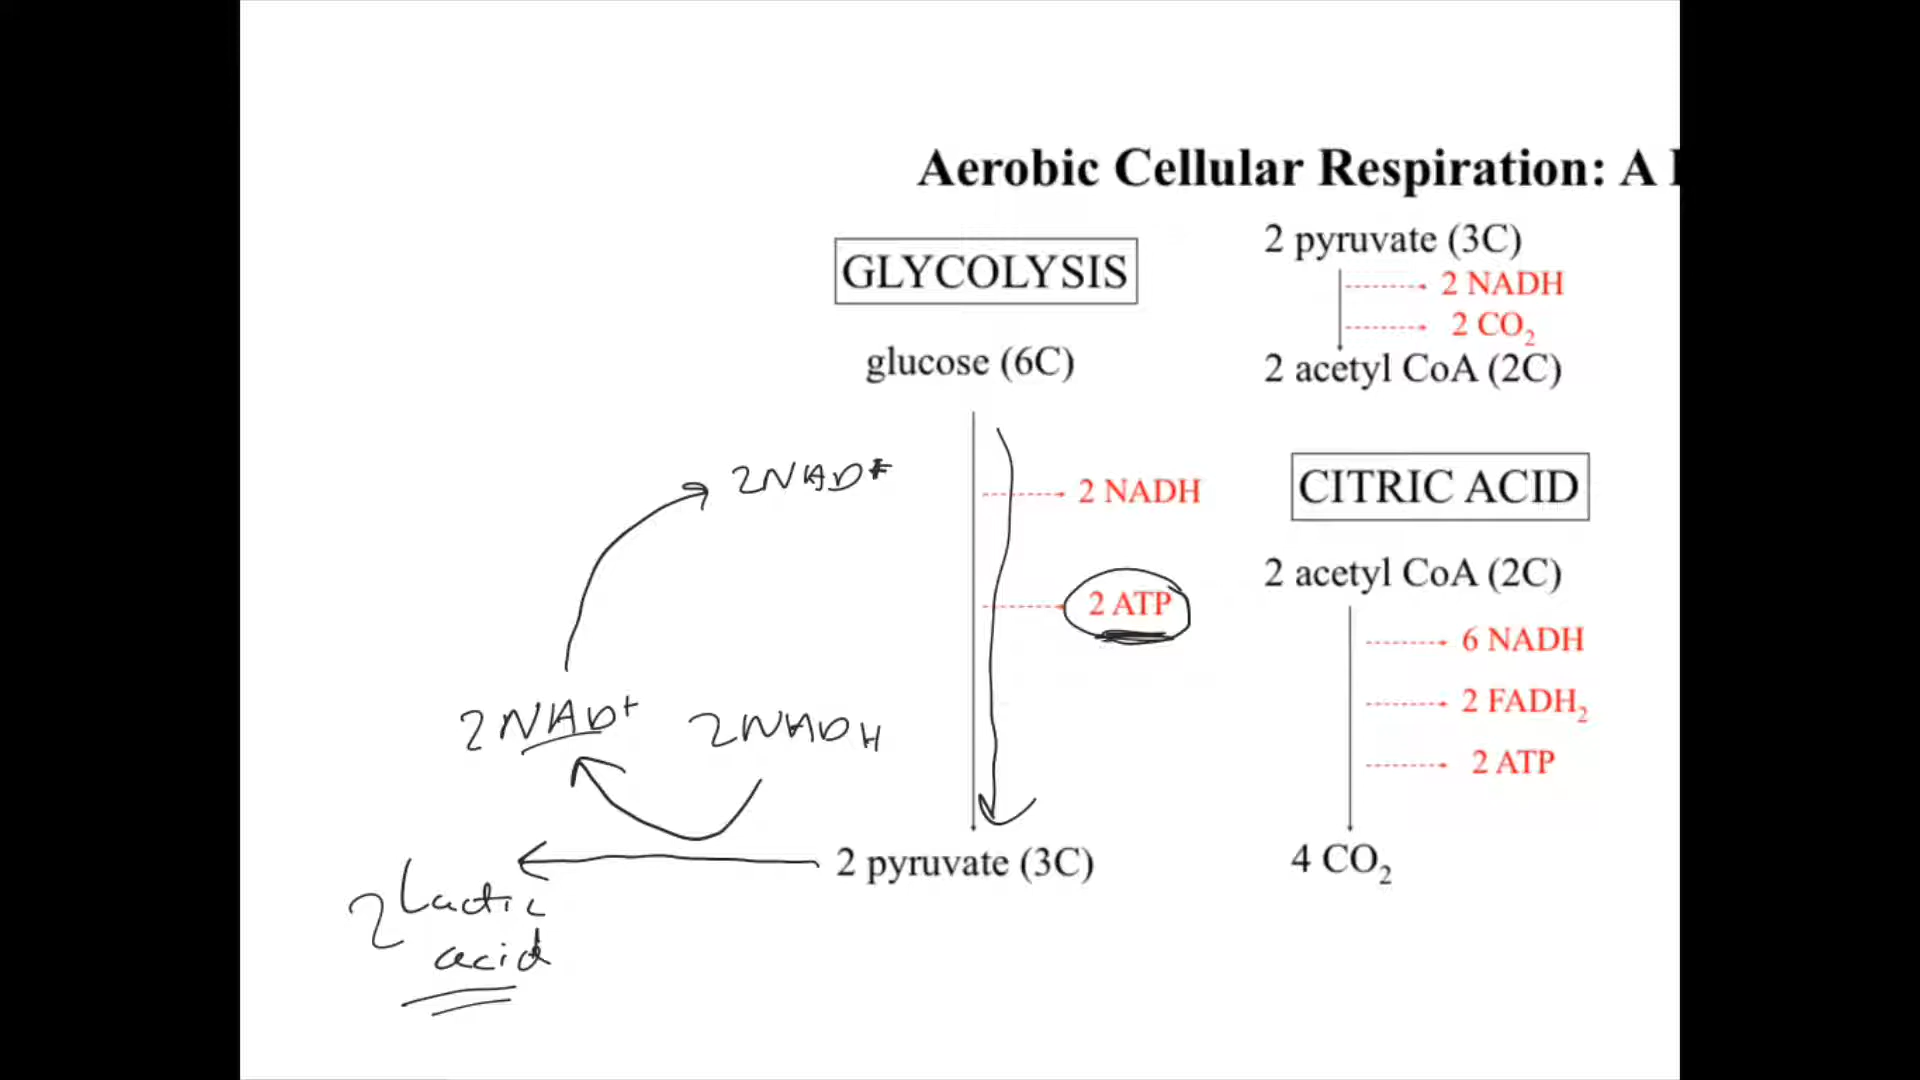 Aerobic Cellular Respiration: A
GLYCOLYSIS
glucose (6C)
2NAD+
2 NADH
2 ATP
2NAD+
2NADH
2 pyruvate (3C)
2 Lactic
acid
2 pyruvate (3C)
2 NADH
2 CO₂
2 acetyl CoA (2C)
CITRIC ACID
2 acetyl CoA (2C)
6 NADH
2 FADH₂
2 ATP
4 CO₂